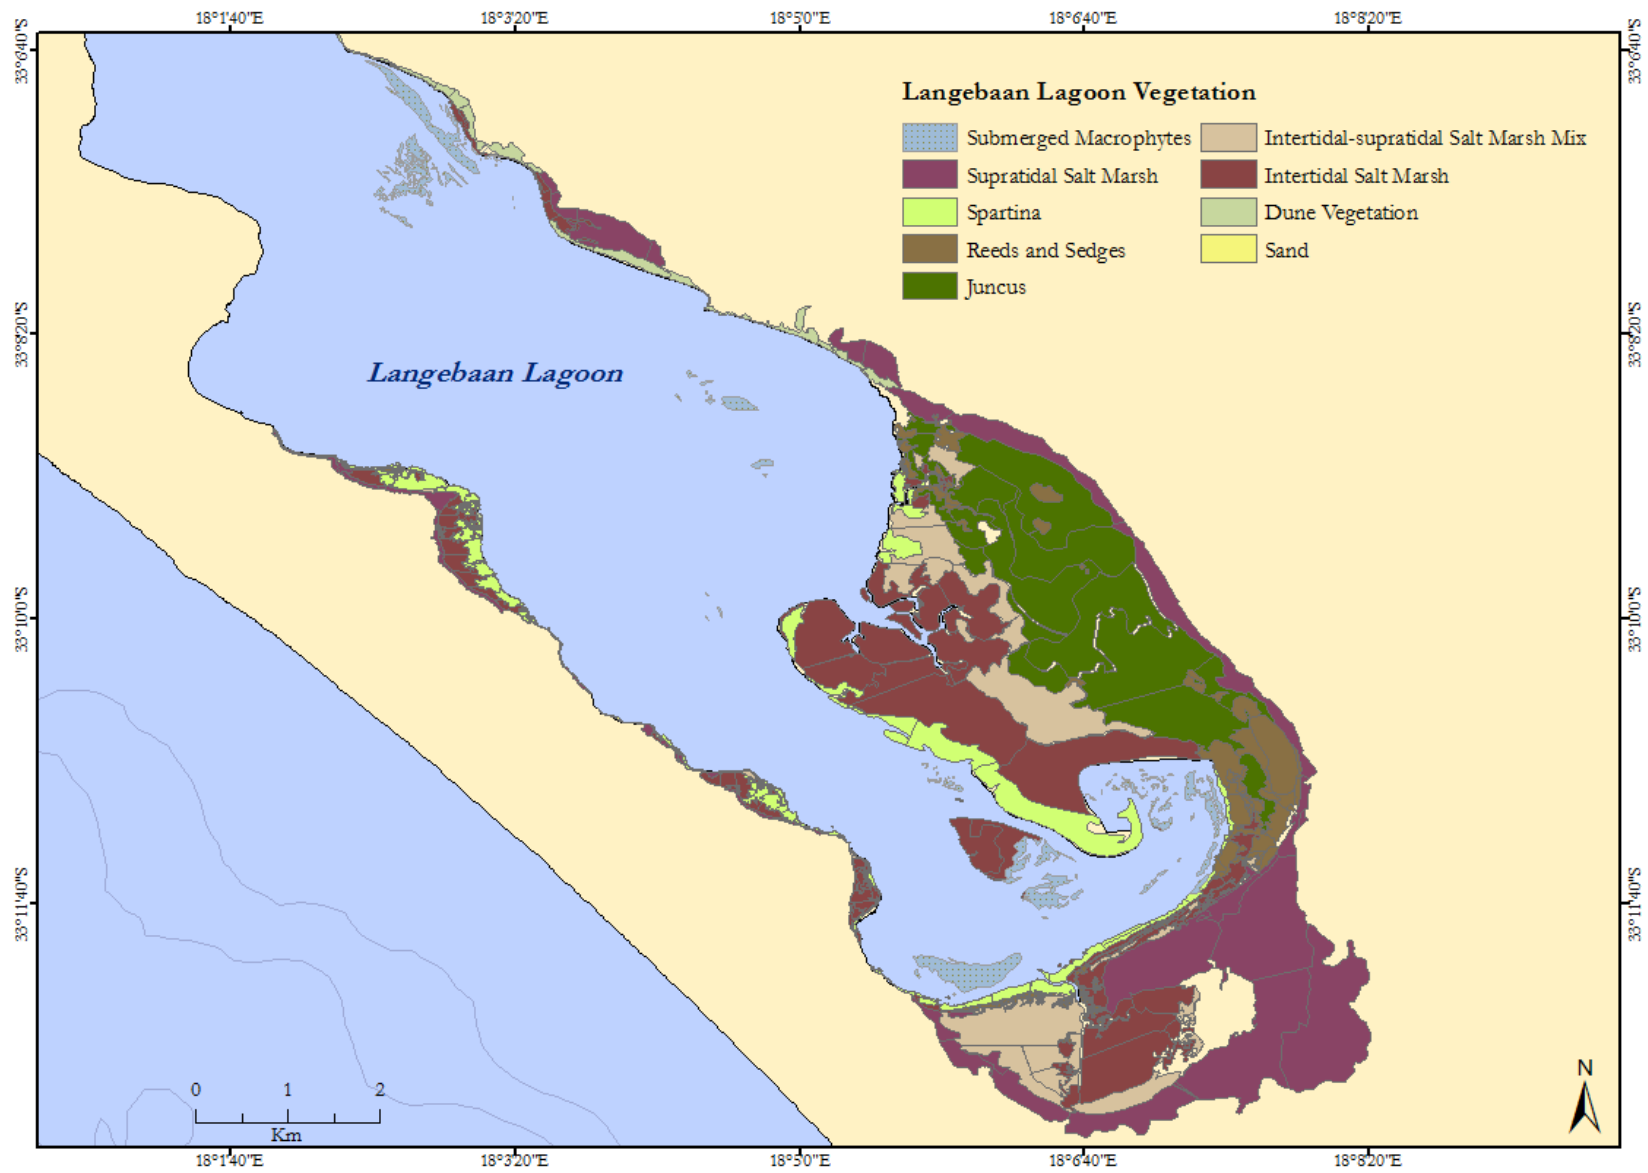 18°1'40"E 18°3'20"E 18°5'0"E 18°6'40"E 18°8'20"E
33°6'40"S 33°6'40"S
Langebaan Lagoon Vegetation
Submerged Macrophytes Intertidal-supratidal Salt Marsh Mix
Supratidal Salt Marsh Intertidal Salt Marsh
Spartina Dune Vegetation
Reeds and Sedges Sand
Juncus
33°8'20"S 33°8'20"S
Langebaan Lagoon
33°10'0"S 33°10'0"S
33°11'40"S 33°11'40"S
N
0 1 2
Km
18°1'40"E 18°3'20"E 18°5'0"E 18°6'40"E 18°8'20"E